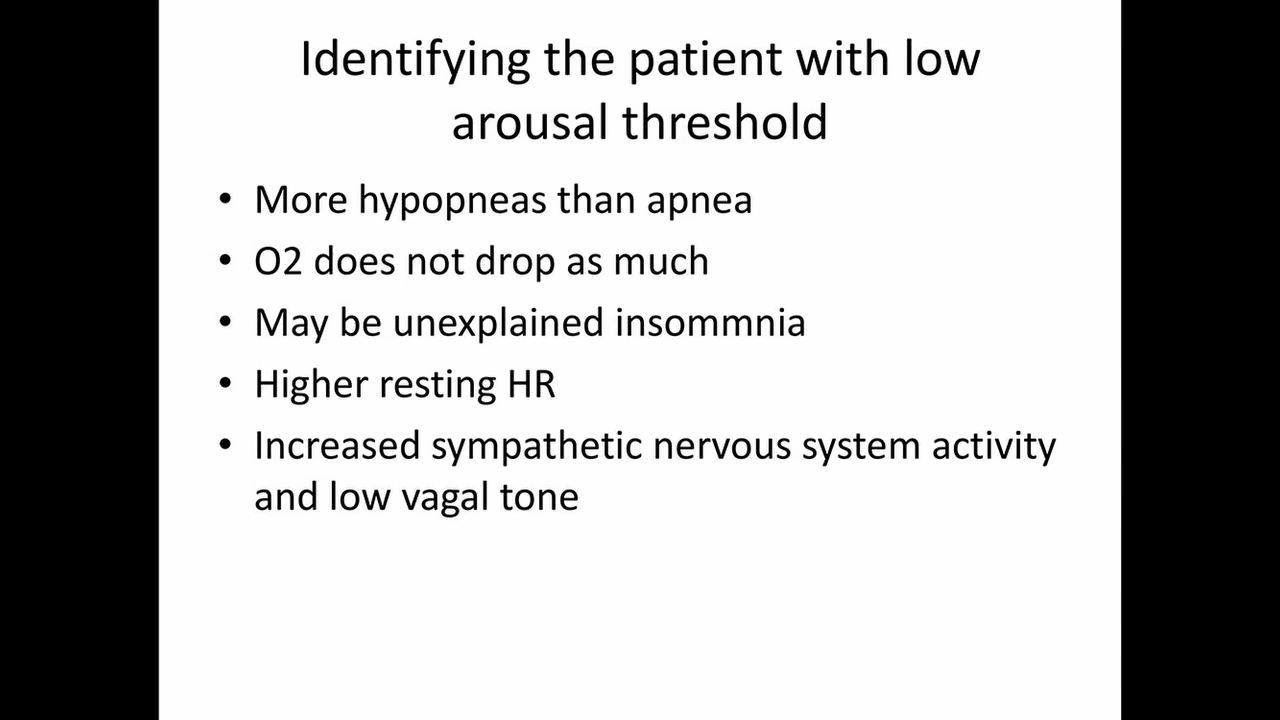 Identifying the patient with low
arousal threshold
• More hypopneas than apnea
• O2 does not drop as much
• May be unexplained insommnia
• Higher resting HR
• Increased sympathetic nervous system activity
and low vagal tone